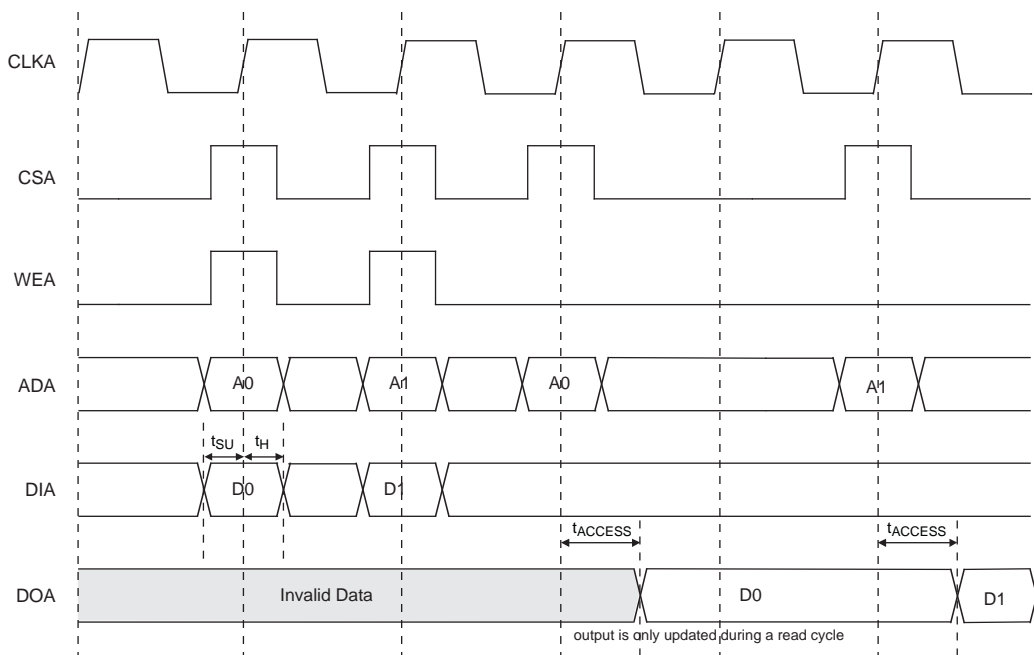 CLKA
CSA
WEA
ADA A0 A1 A0 A1
tSU tH
DIA D0 D1
tACCESS tACCESS
DOA Invalid Data D0 D1
output is only updated during a read cycle